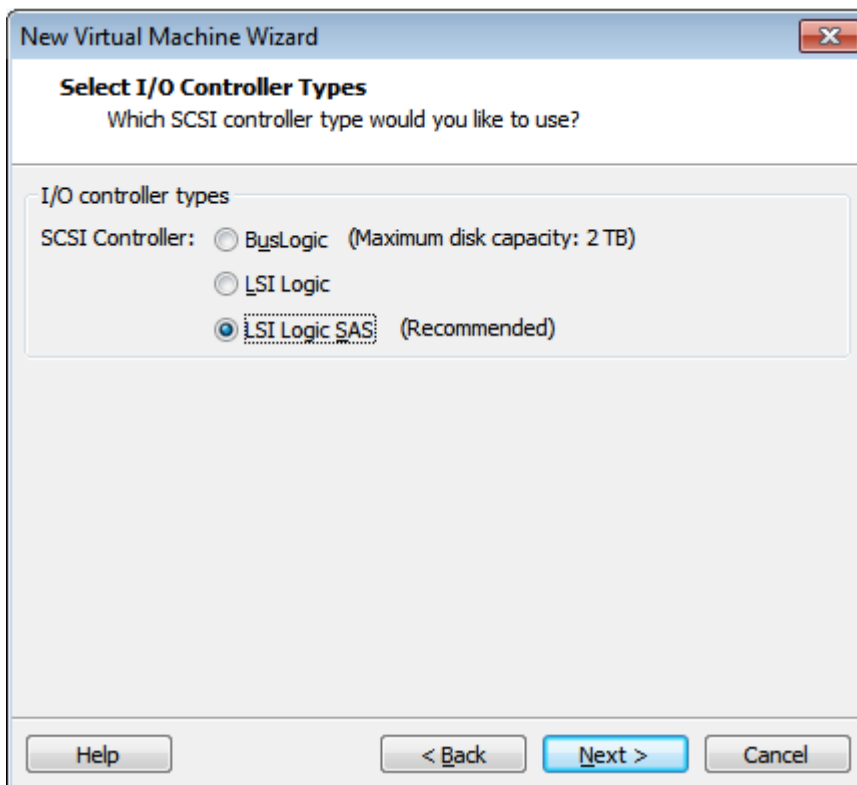 New Virtual Machine Wizard
Select I/O Controller Types
Which SCSI controller type would you like to use?
I/O controller types
SCSI Controller: BusLogic (Maximum disk capacity: 2 TB)
LSI Logic
LSI Logic SAS (Recommended)
Help < Back Next > Cancel